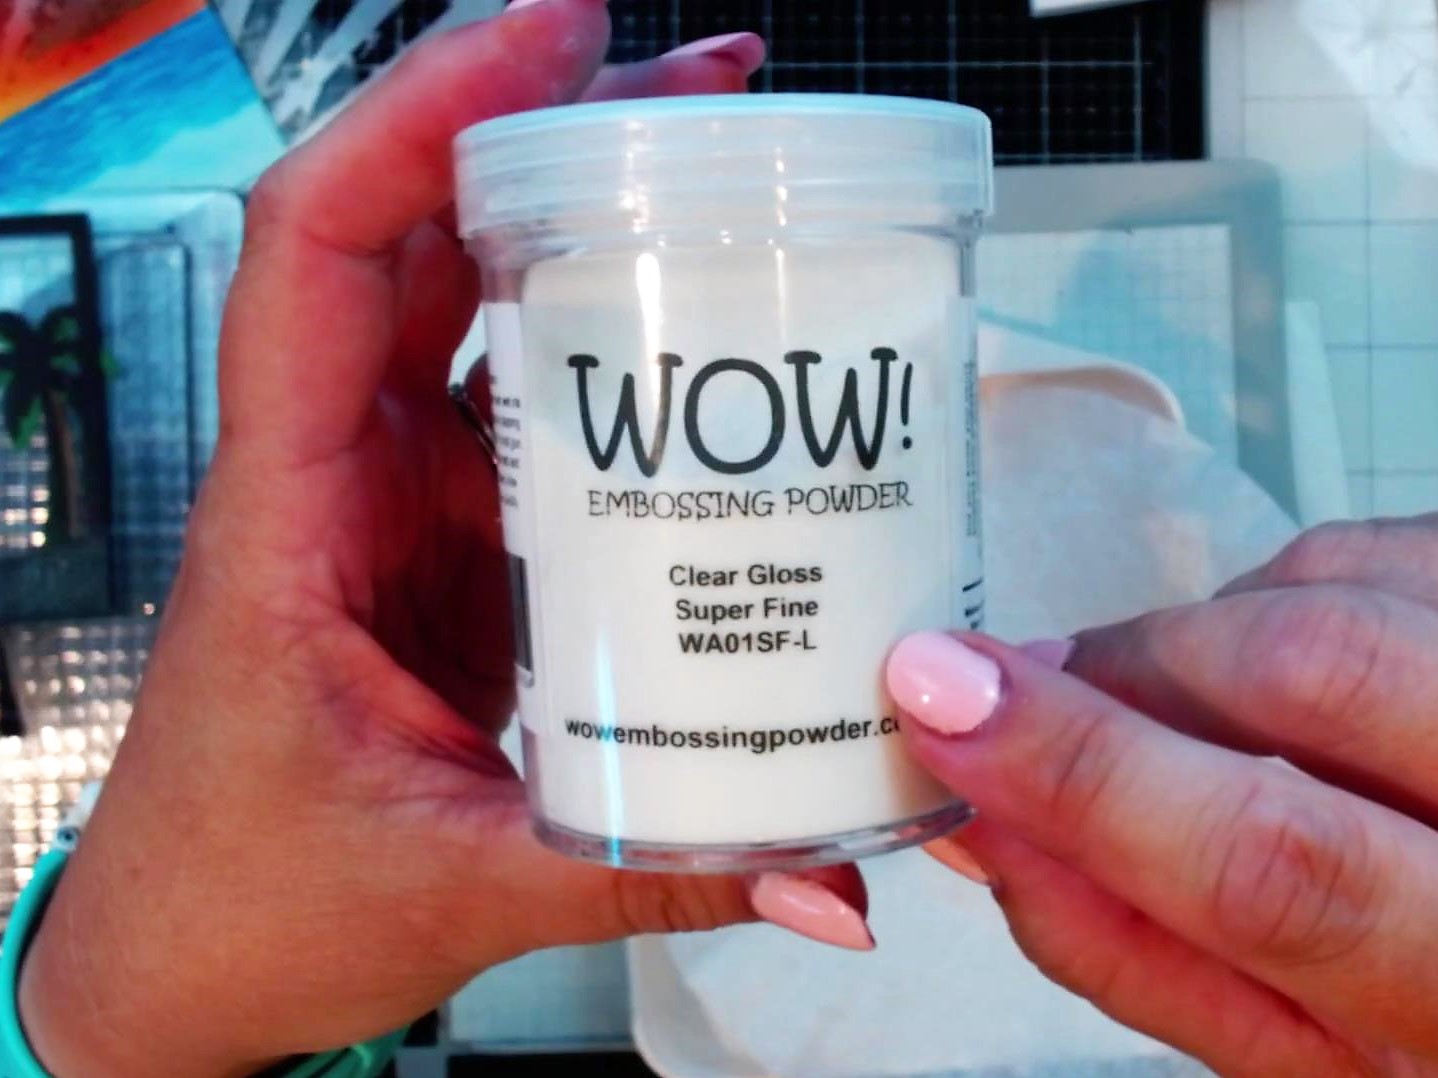 WOW!
EMBOSSING POWDER
Clear Gloss
Super Fine
WA01SF-L